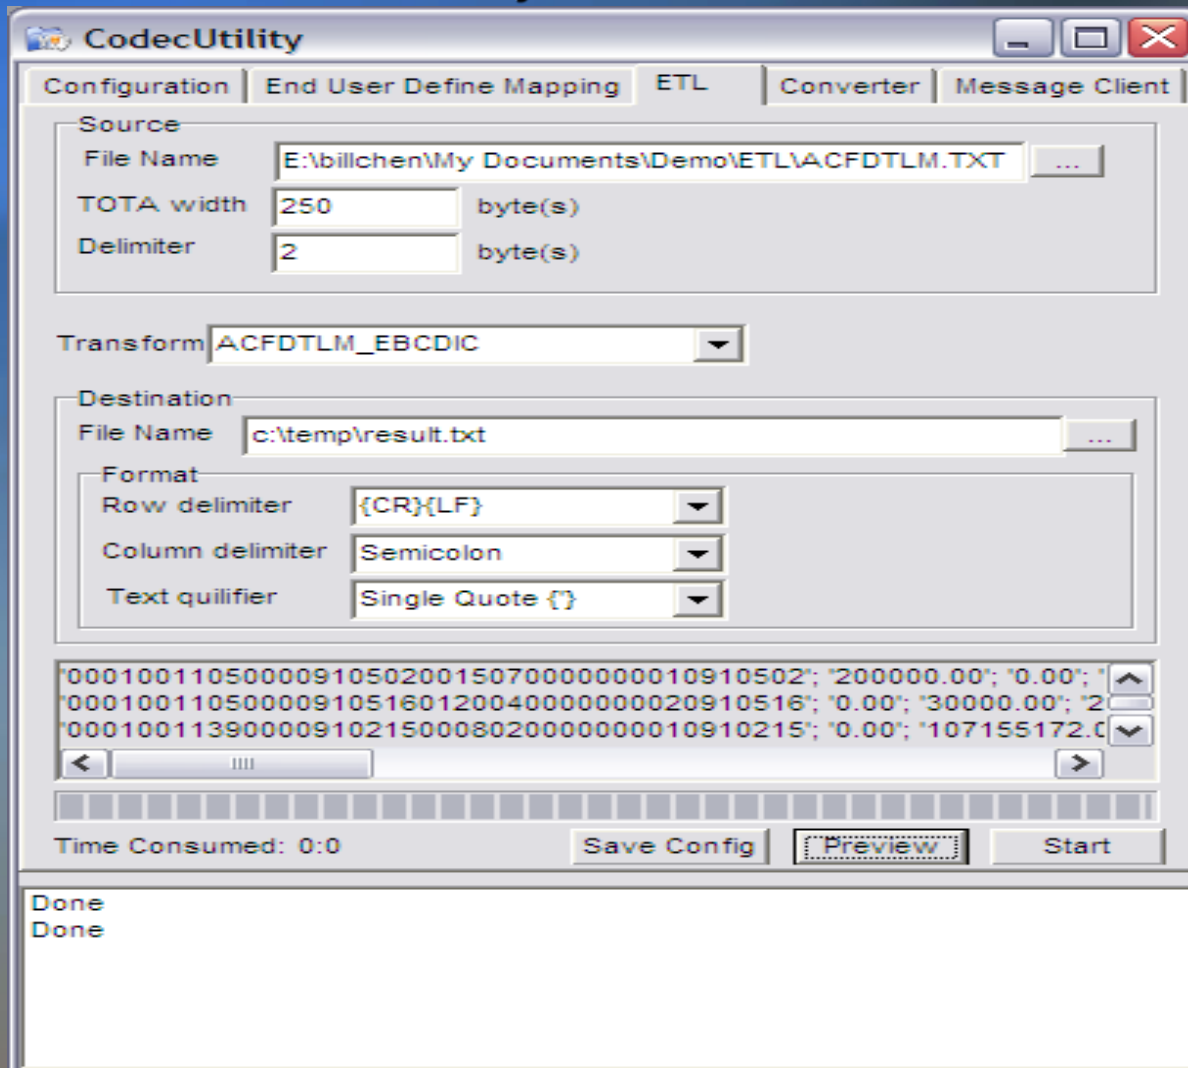 CodecUtility
Configuration End User Define Mapping ETL Converter Message Client
Source
File Name E:\billchen\My Documents\Demo\ETL\ACFDTLM.TXT ...
TOTA width 250 byte(s)
Delimiter 2 byte(s)
Transform ACFDTLM_EBCDIC
Destination
File Name c:\temp\result.txt ...
Format
Row delimiter {CR}{LF}
Column delimiter Semicolon
Text quilifier Single Quote {'}
'000100110500009105020015070000000010910502'; '200000.00'; '0.00'; '
'000100110500009105160120040000000020910516'; '0.00'; '30000.00'; '2
'000100113900009102150008020000000010910215'; '0.00'; '107155172.0
Time Consumed: 0:0 Save Config Preview Start
Done
Done